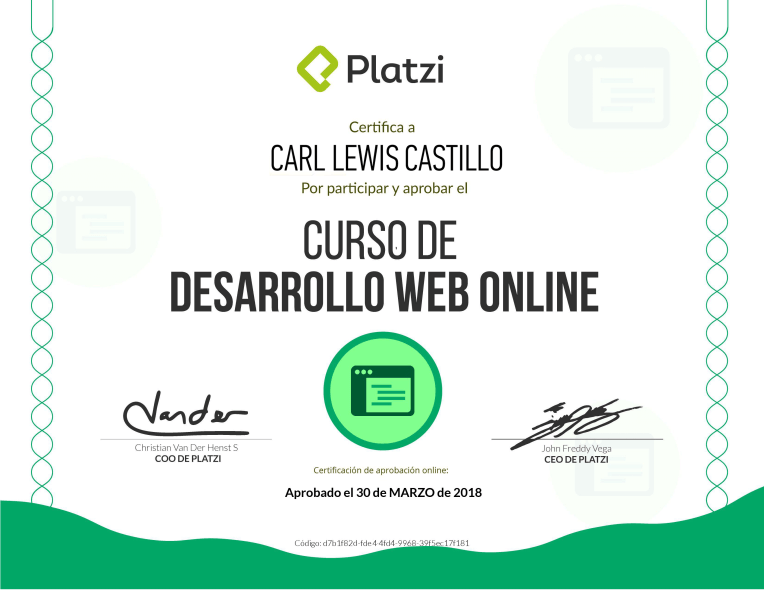 Platzi
Certifica a
CARL LEWIS CASTILLO
Por participar y aprobar el
CURSO DE
DESARROLLO WEB ONLINE
Vander
Christian Van Der Henst S
COO DE PLATZI
John Freddy Vega
CEO DE PLATZI
Certificación de aprobación online:
Aprobado el 30 de MARZO de 2018
Código: d7b1f82d-fde4-4fd4-9968-39f5ec17f181